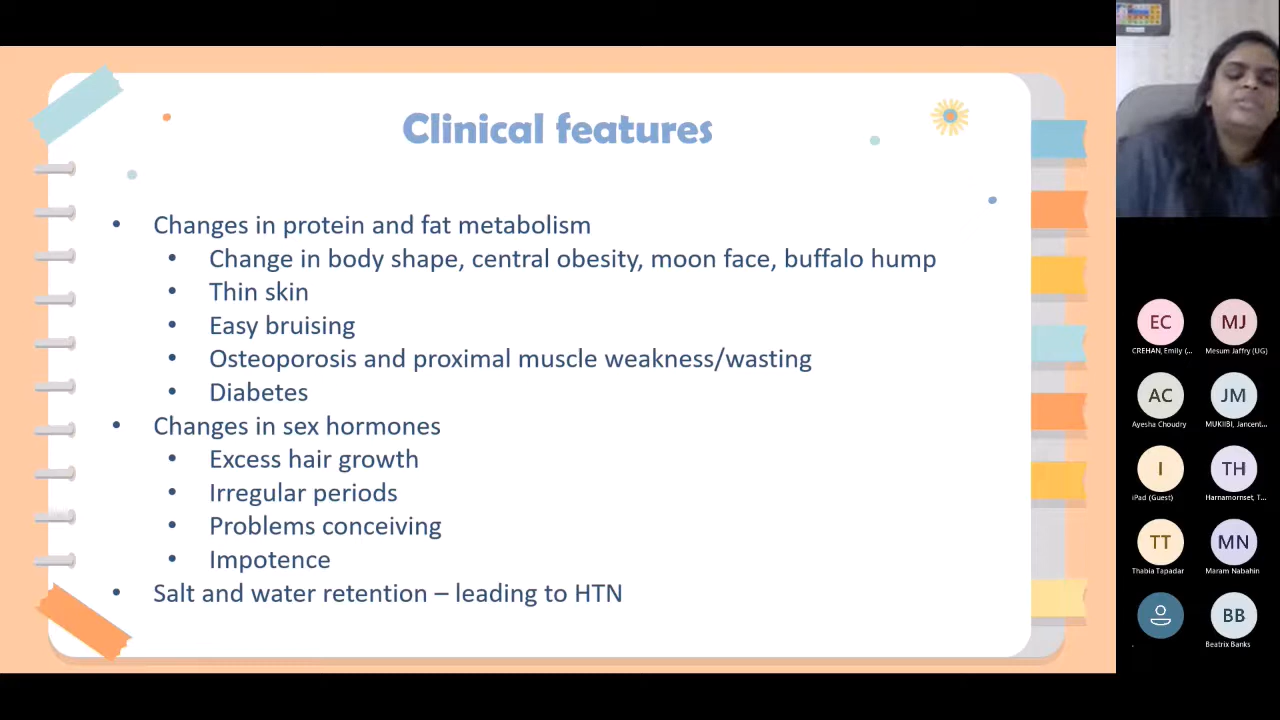 Clinical features
• Changes in protein and fat metabolism
• Change in body shape, central obesity, moon face, buffalo hump
• Thin skin
• Easy bruising
• Osteoporosis and proximal muscle weakness/wasting
• Diabetes
• Changes in sex hormones
• Excess hair growth
• Irregular periods
• Problems conceiving
• Impotence
• Salt and water retention – leading to HTN
EC
CREHAN, Emily (...
MJ
Mesum Jaffry (UG)
AC
Ayesha Choudry
JM
MUKIIBI, Jancent...
I
iPad (Guest)
TH
Harnamornset, T...
TT
Thabia Tapadar
MN
Maram Nabahin
.
BB
Beatrix Banks